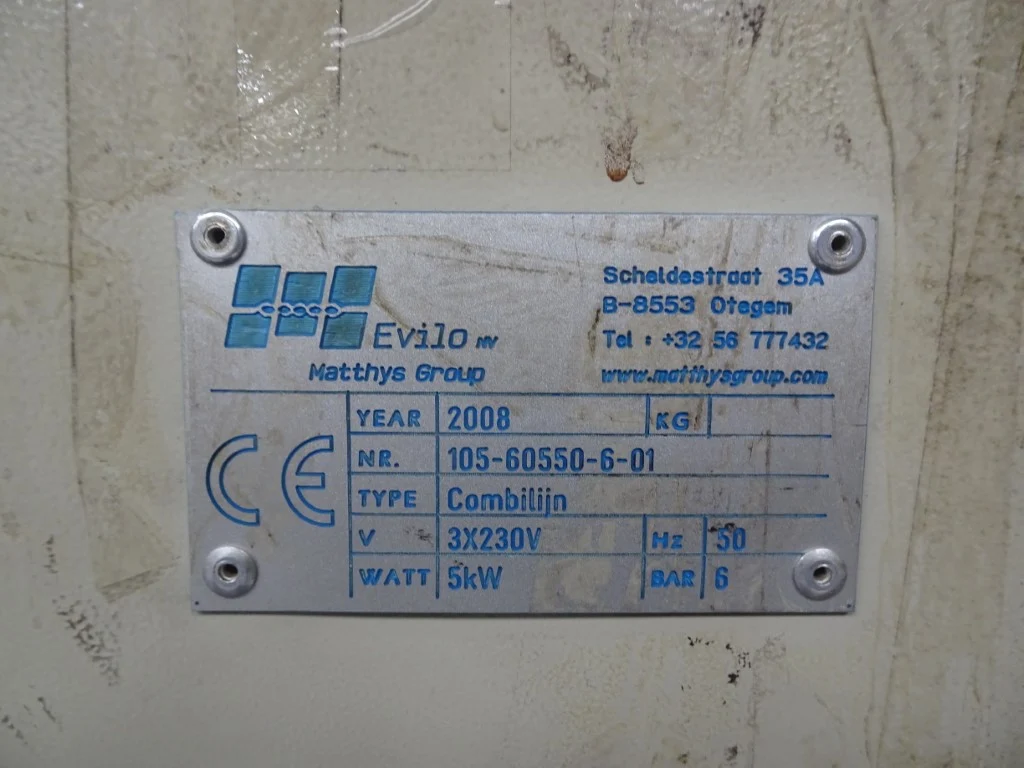 Evilo NV
Matthys Group
Scheldestraat 35A
B-8553 Otegem
Tel : +32 56 777432
www.matthysgroup.com
CE
YEAR 2008 KG
NR. 105-60550-6-01
TYPE Combilijn
V 3X230V Hz 50
WATT 5kW BAR 6